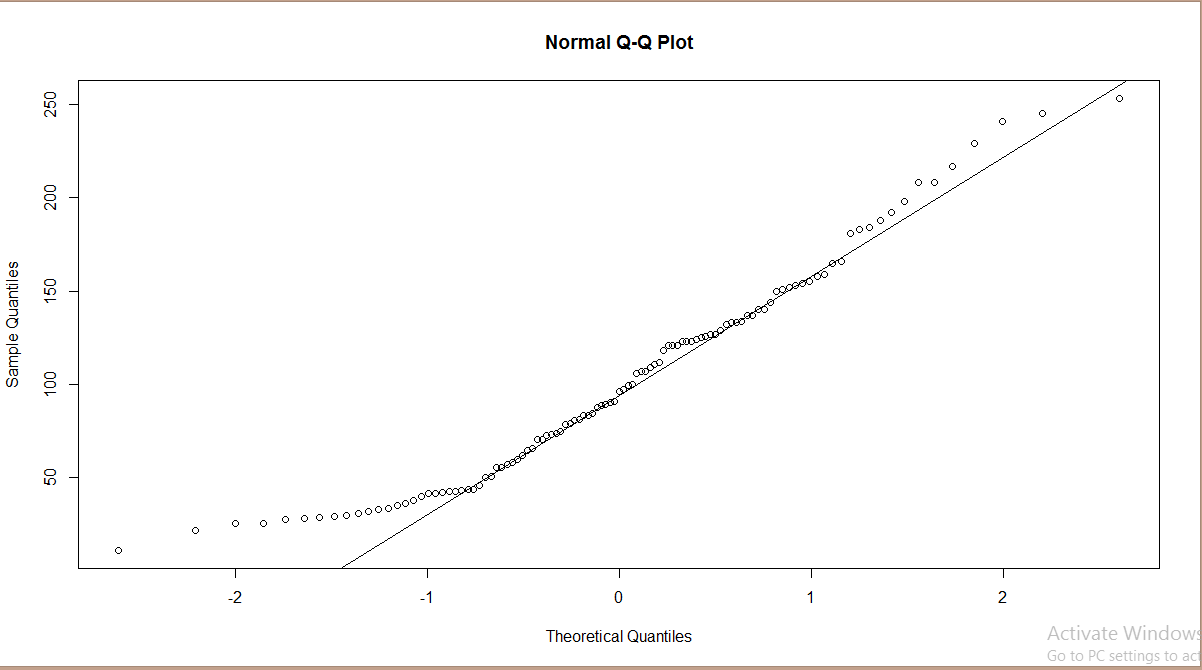 Normal Q-Q Plot
250
200
150
100
50
Sample Quantiles
-2 -1 0 1 2
Theoretical Quantiles
Activate Windows
Go to PC settings to act